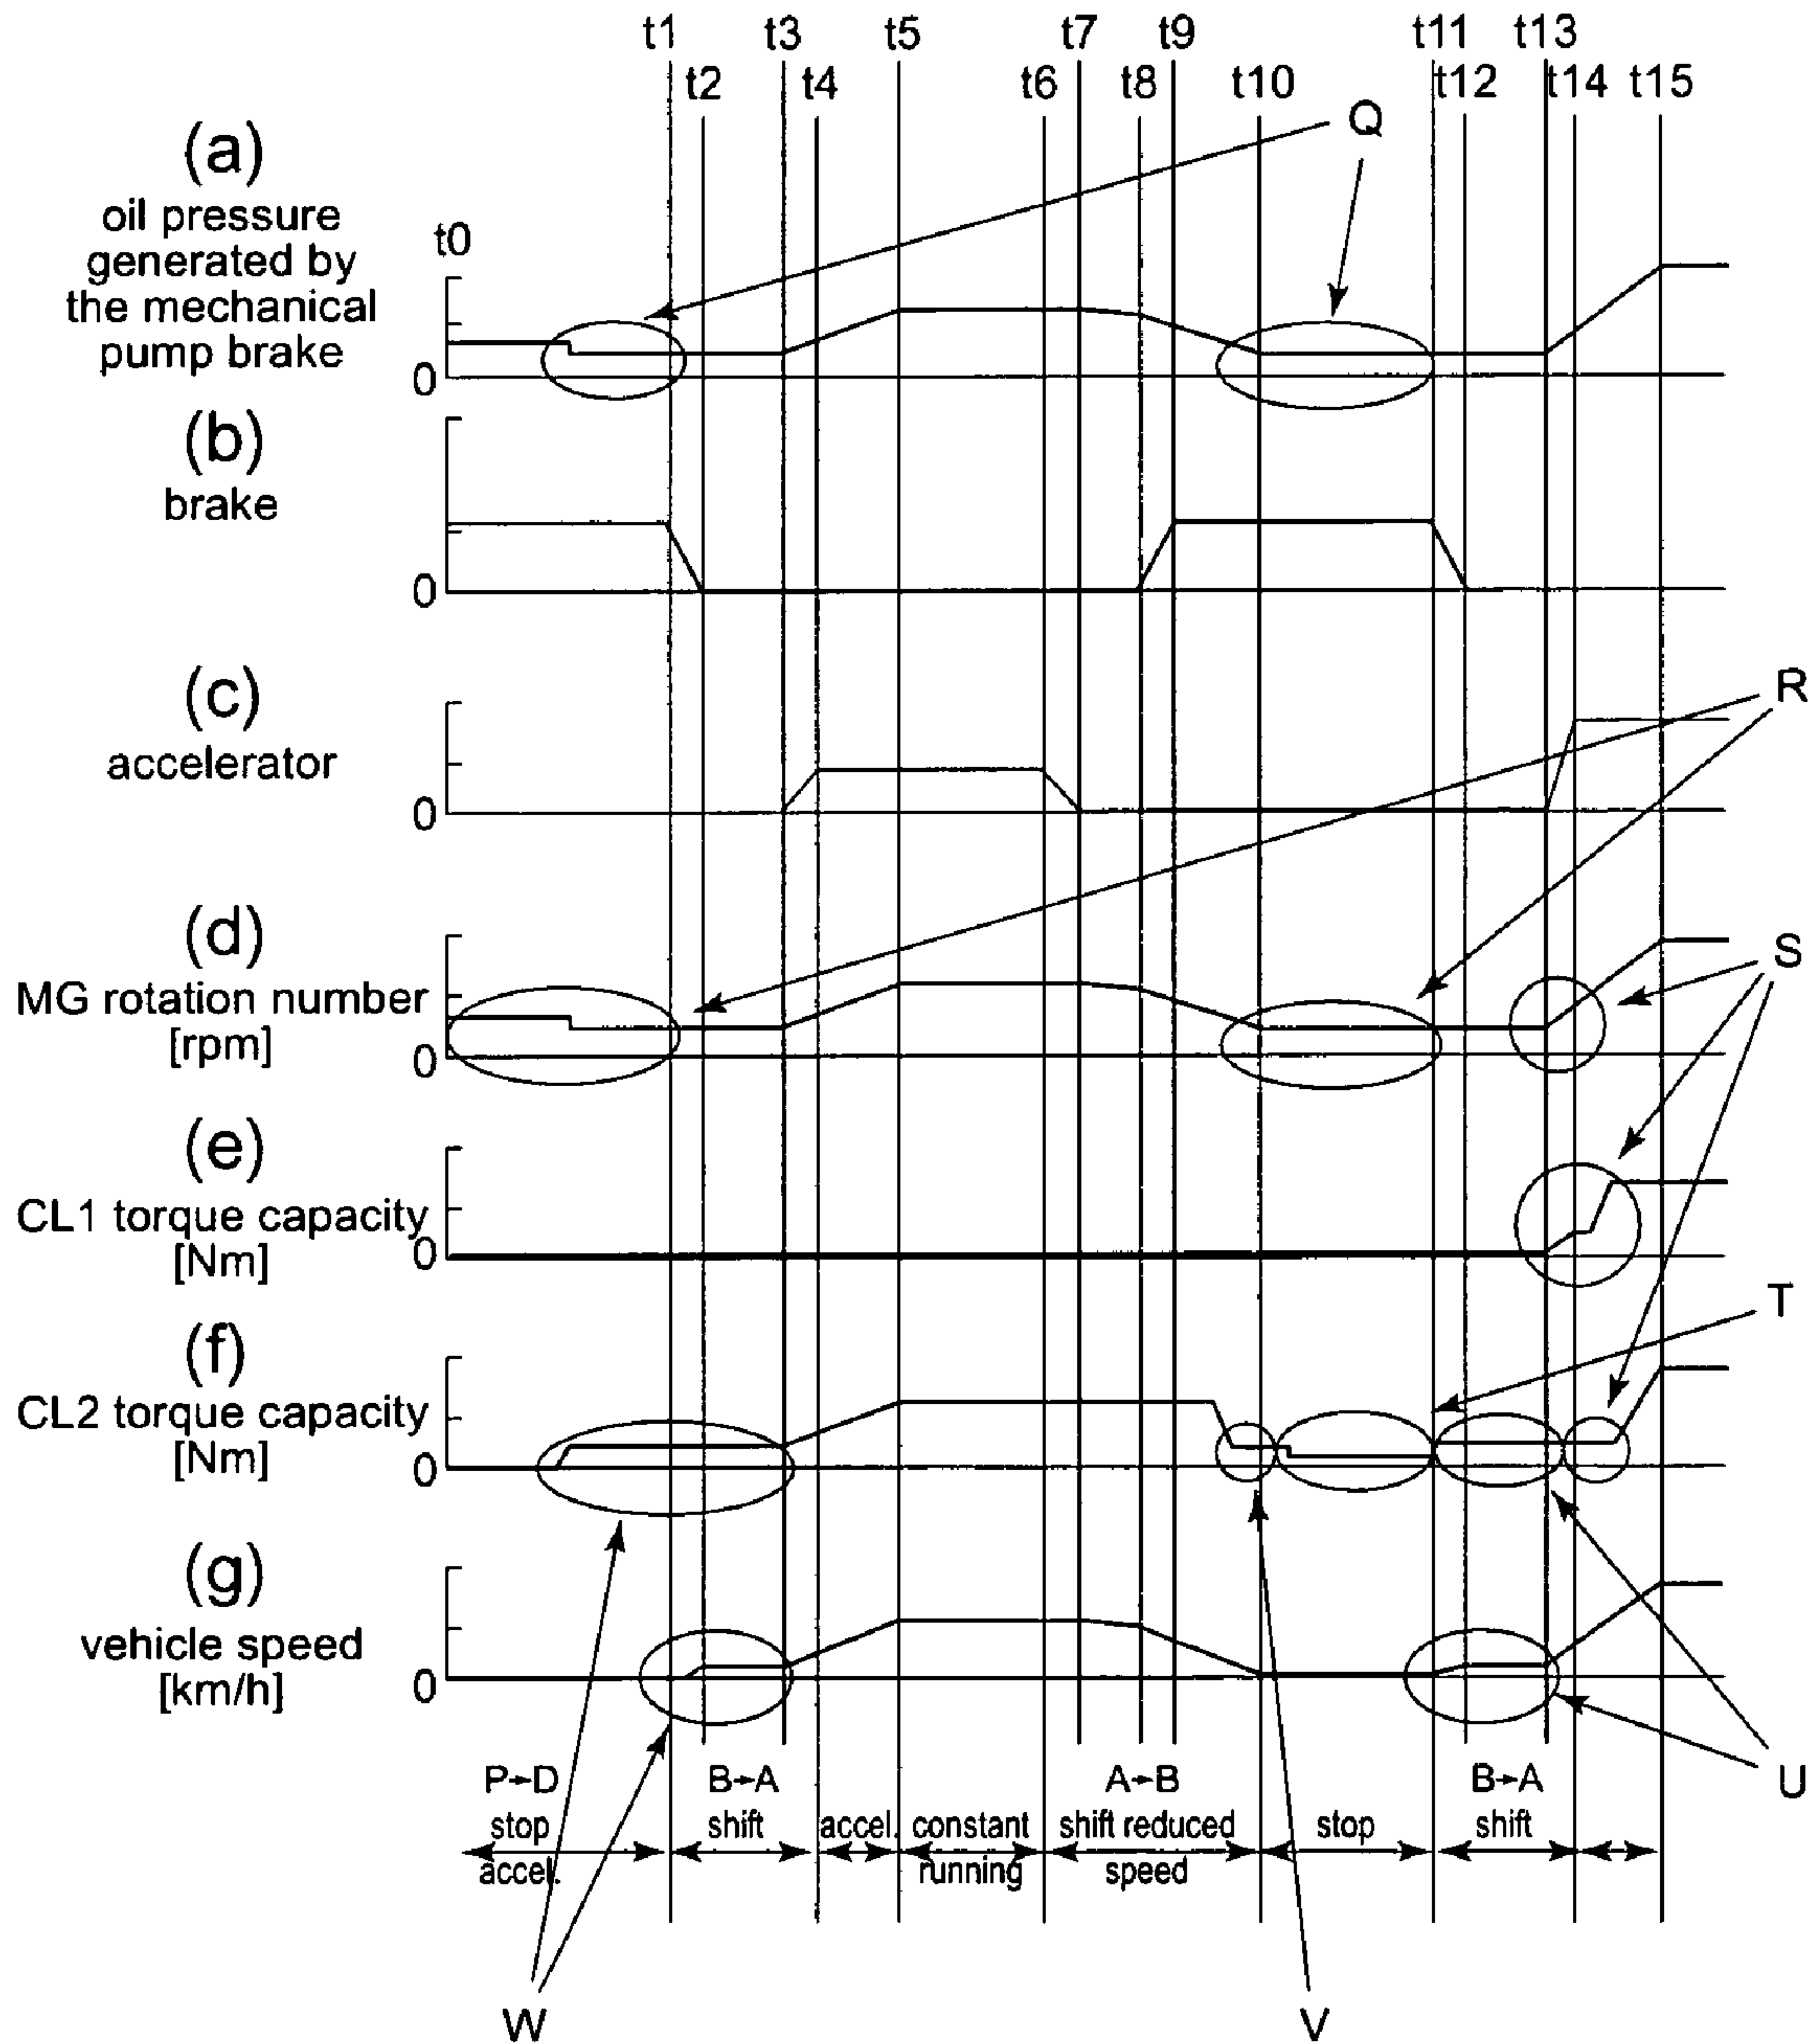 t1 t3 t5 t7 t9 t11 t13
t2 t4 t6 t8 t10 t12 t14 t15
Q
(a)
oil pressure
generated by
the mechanical
pump brake
t0
0
(b)
brake
0
(c)
accelerator
0
R
(d)
MG rotation number
[rpm]
0
S
(e)
CL1 torque capacity
[Nm]
0
T
(f)
CL2 torque capacity
[Nm]
0
(g)
vehicle speed
[km/h]
0
U
P→D B→A A→B B→A
stop shift accel. constant shift reduced stop shift
accel. running speed
W V